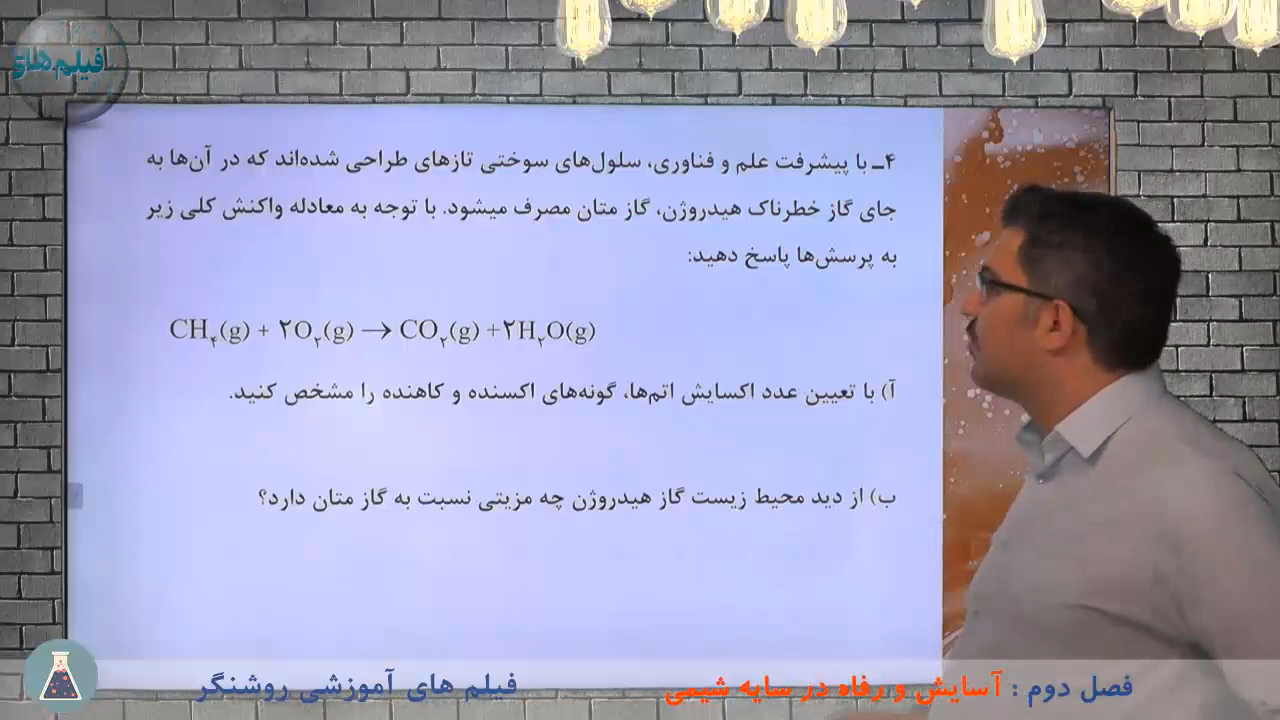 فیلم های
۴ـ با پیشرفت علم و فناوری، سلول‌های سوختی تازهای طراحی شده‌اند که در آن‌ها به
جای گاز خطرناک هیدروژن، گاز متان مصرف میشود. با توجه به معادله واکنش کلی زیر
به پرسش‌ها پاسخ دهید:
CH۴(g) + ۲O۲(g) → CO۲(g) +۲H۲O(g)
آ) با تعیین عدد اکسایش اتم‌ها، گونه‌های اکسنده و کاهنده را مشخص کنید.
ب) از دید محیط زیست گاز هیدروژن چه مزیتی نسبت به گاز متان دارد؟
فصل دوم : آسایش و رفاه در سایه شیمی
فیلم های آموزشی روشنگر